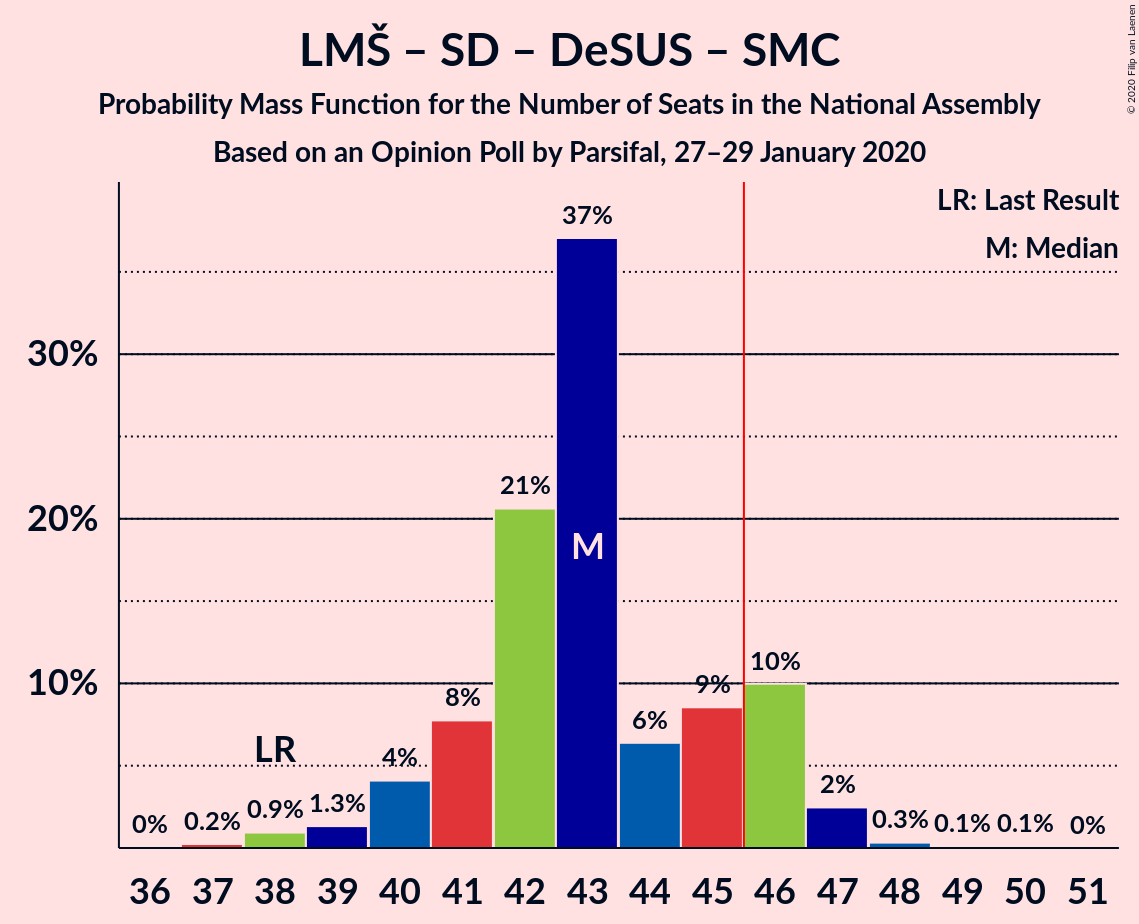 LMŠ – SD – DeSUS – SMC
Probability Mass Function for the Number of Seats in the National Assembly
Based on an Opinion Poll by Parsifal, 27–29 January 2020
© 2020 Filip van Laenen
LR: Last Result
M: Median
30%
20%
10%
0%
0.2%
0.9%
1.3%
4%
8%
21%
37%
6%
9%
10%
2%
0.3%
0.1%
0.1%
0%
LR
M
36 37 38 39 40 41 42 43 44 45 46 47 48 49 50 51